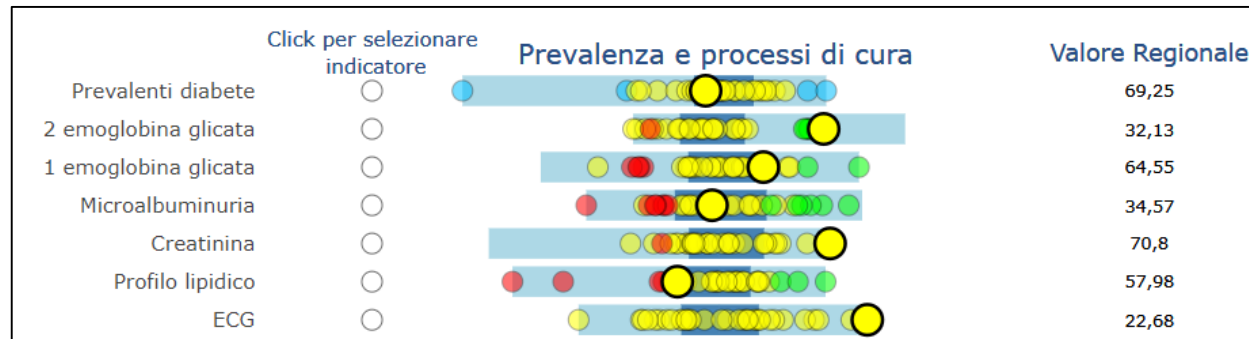 Click per selezionare
indicatore
Prevalenza e processi di cura
Valore Regionale
Prevalenti diabete 69,25
2 emoglobina glicata 32,13
1 emoglobina glicata 64,55
Microalbuminuria 34,57
Creatinina 70,8
Profilo lipidico 57,98
ECG 22,68